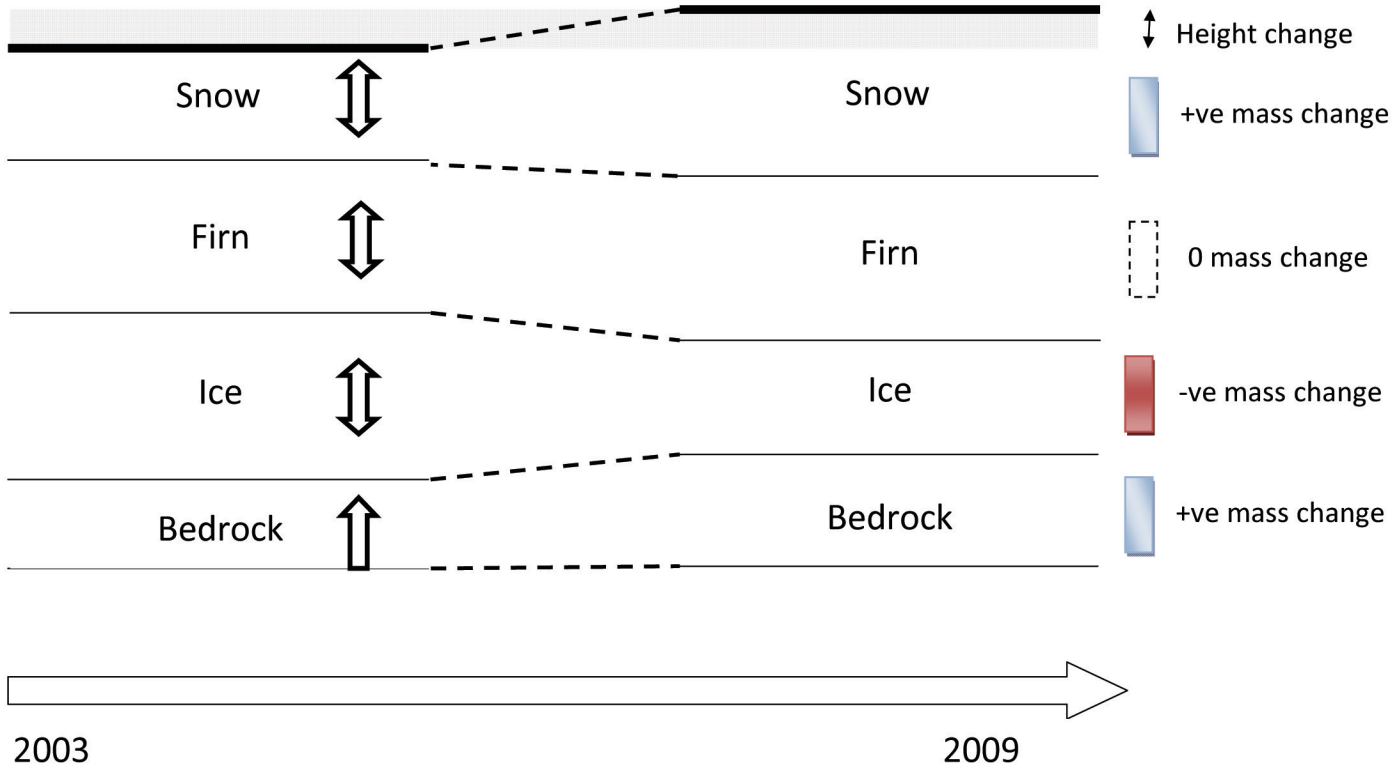 Height change
Snow
Snow
+ve mass change
Firn
Firn
0 mass change
Ice
Ice
-ve mass change
Bedrock
Bedrock
+ve mass change
2003
2009